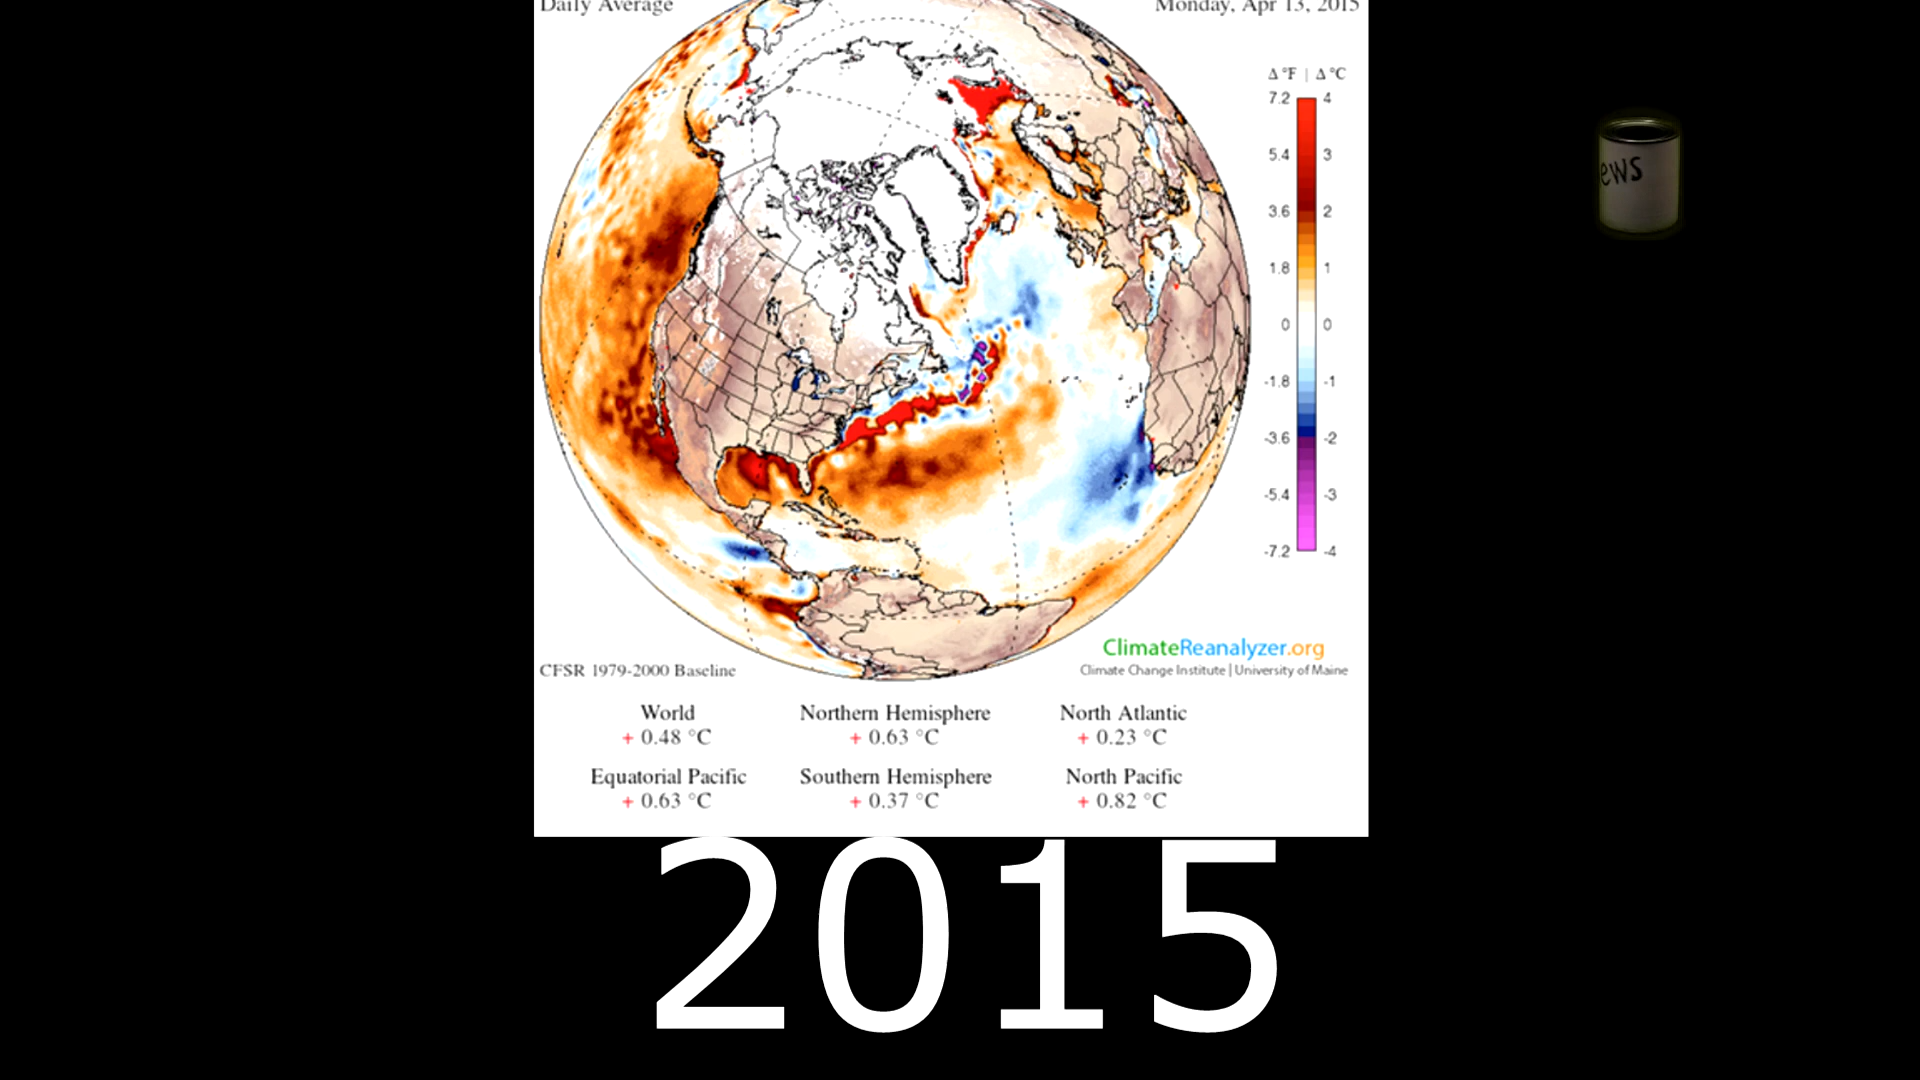 Daily Average
Monday, Apr 13, 2015
Δ °F | Δ °C
7.2 4
5.4 3
3.6 2
1.8 1
0 0
-1.8 -1
-3.6 -2
-5.4 -3
-7.2 -4
ews
ClimateReanalyzer.org
CFSR 1979-2000 Baseline
Climate Change Institute | University of Maine
World
+ 0.48 °C
Northern Hemisphere
+ 0.63 °C
North Atlantic
+ 0.23 °C
Equatorial Pacific
+ 0.63 °C
Southern Hemisphere
+ 0.37 °C
North Pacific
+ 0.82 °C
2015